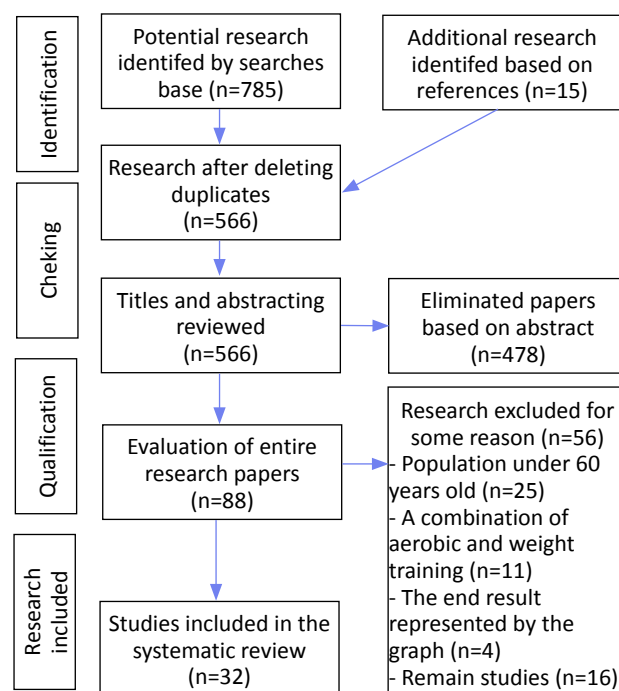 Identification
Potential research
identifed by searches
base (n=785)
Additional research
identifed based on
references (n=15)
Research after deleting
duplicates
(n=566)
Cheking
Titles and abstracting
reviewed
(n=566)
Eliminated papers
based on abstract
(n=478)
Qualification
Evaluation of entire
research papers
(n=88)
Research excluded for
some reason (n=56)
- Population under 60
years old (n=25)
- A combination of
aerobic and weight
training (n=11)
- The end result
represented by the
graph (n=4)
- Remain studies (n=16)
Research
included
Studies included in the
systematic review
(n=32)